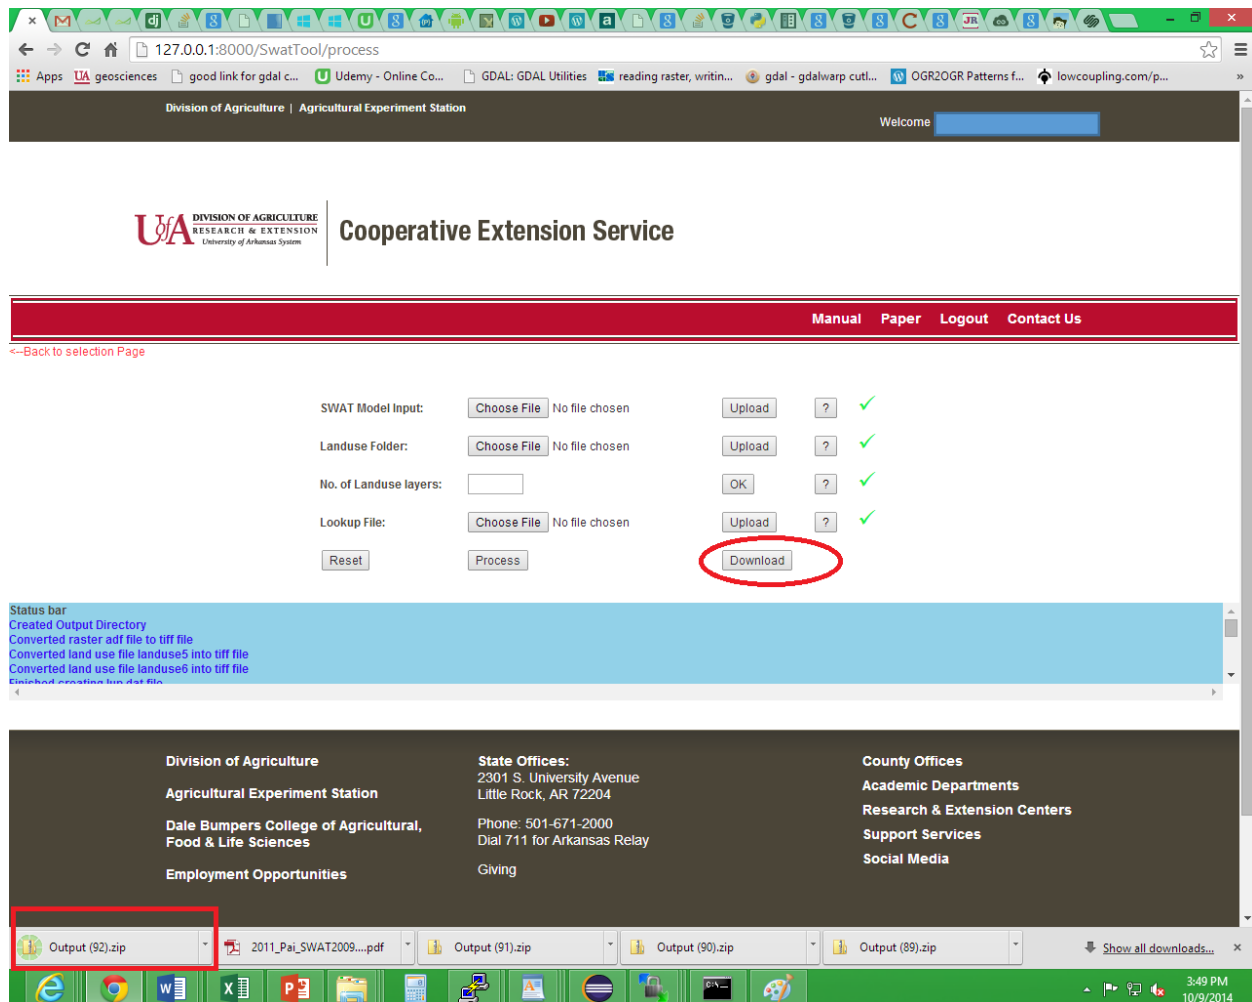 127.0.0.1:8000/SwatTool/process
Apps UA geosciences good link for gdal c... Udemy - Online Co... GDAL: GDAL Utilities reading raster, writin... gdal - gdalwarp cutl... OGR2OGR Patterns f... lowcoupling.com/p... »
Division of Agriculture | Agricultural Experiment Station
Welcome
UofA DIVISION OF AGRICULTURE
RESEARCH & EXTENSION
University of Arkansas System
Cooperative Extension Service
Manual Paper Logout Contact Us
<--Back to selection Page
SWAT Model Input: Choose File No file chosen Upload ?
Landuse Folder: Choose File No file chosen Upload ?
No. of Landuse layers: OK ?
Lookup File: Choose File No file chosen Upload ?
Reset Process Download
Status bar
Created Output Directory
Converted raster adf file to tiff file
Converted land use file landuse5 into tiff file
Converted land use file landuse6 into tiff file
Finished creating lup dat file
Division of Agriculture
Agricultural Experiment Station
Dale Bumpers College of Agricultural,
Food & Life Sciences
Employment Opportunities
State Offices:
2301 S. University Avenue
Little Rock, AR 72204
Phone: 501-671-2000
Dial 711 for Arkansas Relay
Giving
County Offices
Academic Departments
Research & Extension Centers
Support Services
Social Media
Output (92).zip 2011_Pai_SWAT2009....pdf Output (91).zip Output (90).zip Output (89).zip Show all downloads...
3:49 PM
10/9/2014